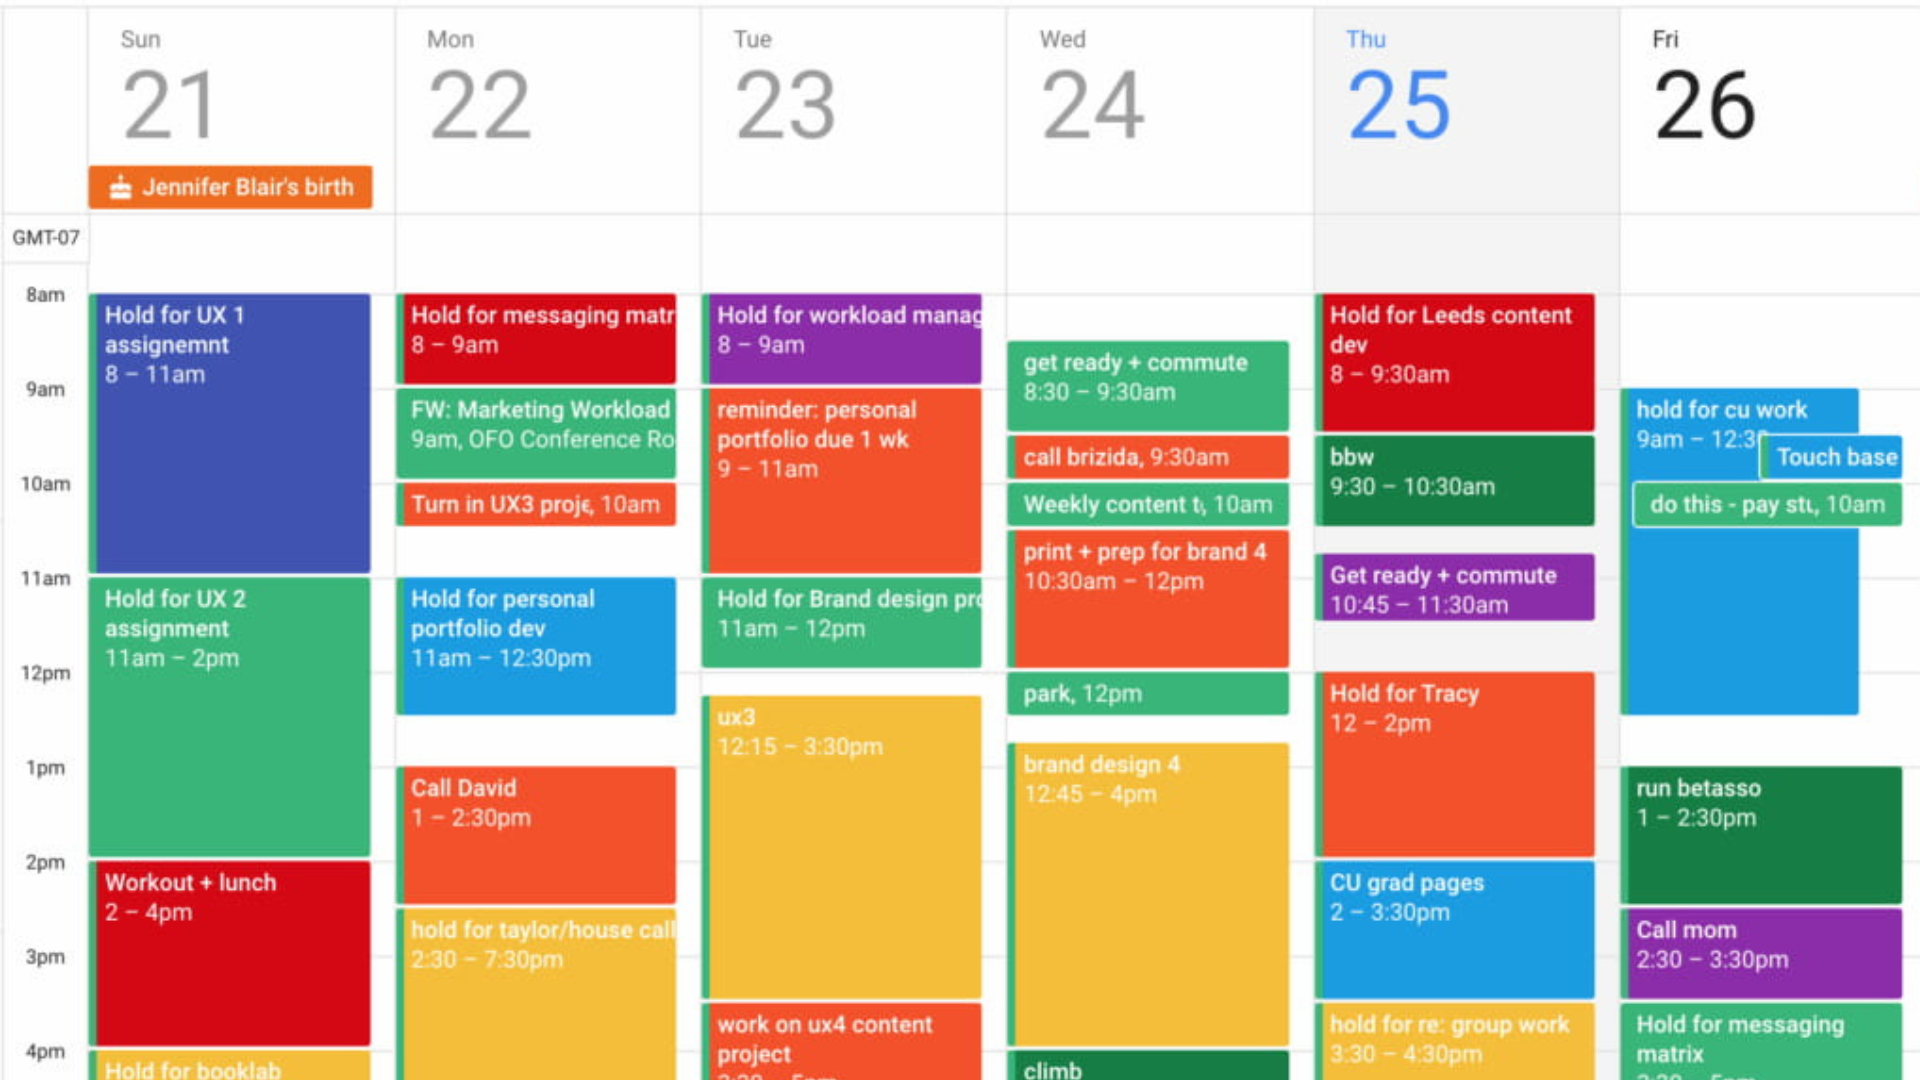 Sun
21
Mon
22
Tue
23
Wed
24
Thu
25
Fri
26
Jennifer Blair's birth
GMT-07
8am
9am
10am
11am
12pm
1pm
2pm
3pm
4pm
Hold for UX 1
assignemnt
8 – 11am
Hold for UX 2
assignment
11am – 2pm
Workout + lunch
2 – 4pm
Hold for booklab
Hold for messaging matr
8 – 9am
FW: Marketing Workload
9am, OFO Conference Ro
Turn in UX3 proje, 10am
Hold for personal
portfolio dev
11am – 12:30pm
Call David
1 – 2:30pm
hold for taylor/house call
2:30 – 7:30pm
Hold for workload manag
8 – 9am
reminder: personal
portfolio due 1 wk
9 – 11am
Hold for Brand design pro
11am – 12pm
ux3
12:15 – 3:30pm
work on ux4 content
project
3:30 – 5pm
get ready + commute
8:30 – 9:30am
call brizida, 9:30am
Weekly content t, 10am
print + prep for brand 4
10:30am – 12pm
park, 12pm
brand design 4
12:45 – 4pm
climb
Hold for Leeds content
dev
8 – 9:30am
bbw
9:30 – 10:30am
Get ready + commute
10:45 – 11:30am
Hold for Tracy
12 – 2pm
CU grad pages
2 – 3:30pm
hold for re: group work
3:30 – 4:30pm
hold for cu work
9am – 12:30
Touch base
do this - pay stu, 10am
run betasso
1 – 2:30pm
Call mom
2:30 – 3:30pm
Hold for messaging
matrix
3:30 – 5pm